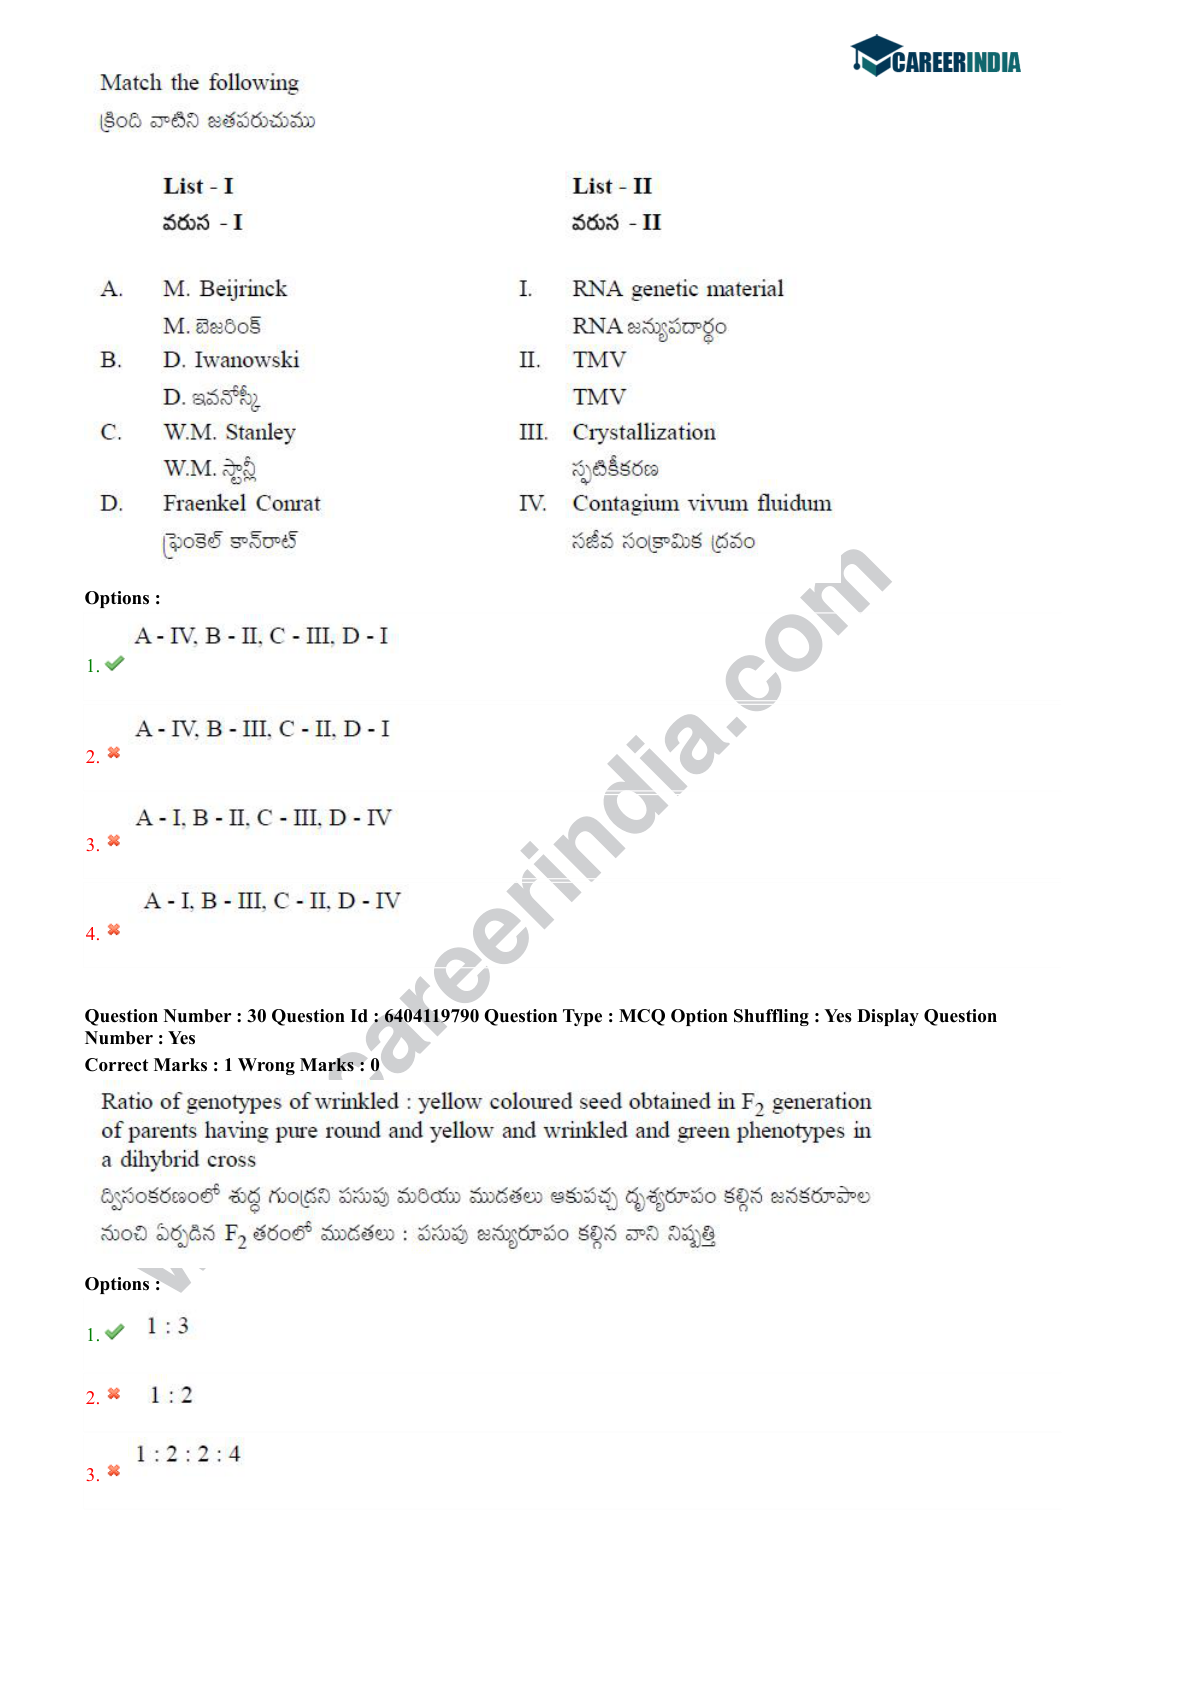 CAREERINDIA
Match the following
క్రింది వాటిని జతపరుచుము
List - I List - II
వరుస - I వరుస - II
A. M. Beijrinck I. RNA genetic material
M. బెజరింక్ RNA జన్యుపదార్థం
B. D. Iwanowski II. TMV
D. ఇవనోస్కీ TMV
C. W.M. Stanley III. Crystallization
W.M. స్టాన్లీ స్ఫటికీకరణ
D. Fraenkel Conrat IV. Contagium vivum fluidum
ఫ్రెంకెల్ కాన్‌రాట్ సజీవ సంక్రామిక ద్రవం
Options :
A - IV, B - II, C - III, D - I
1.
A - IV, B - III, C - II, D - I
2.
A - I, B - II, C - III, D - IV
3.
A - I, B - III, C - II, D - IV
4.
Question Number : 30 Question Id : 6404119790 Question Type : MCQ Option Shuffling : Yes Display Question
Number : Yes
Correct Marks : 1 Wrong Marks : 0
Ratio of genotypes of wrinkled : yellow coloured seed obtained in F2 generation
of parents having pure round and yellow and wrinkled and green phenotypes in
a dihybrid cross
ద్విసంకరణంలో శుద్ధ గుండ్రని పసుపు మరియు ముడతలు ఆకుపచ్చ దృశ్యరూపం కల్గిన జనకరూపాల
నుంచి ఏర్పడిన F2 తరంలో ముడతలు : పసుపు జన్యురూపం కల్గిన వాని నిష్పత్తి
Options :
1. 1 : 3
2. 1 : 2
1 : 2 : 2 : 4
3.
careerindia.com